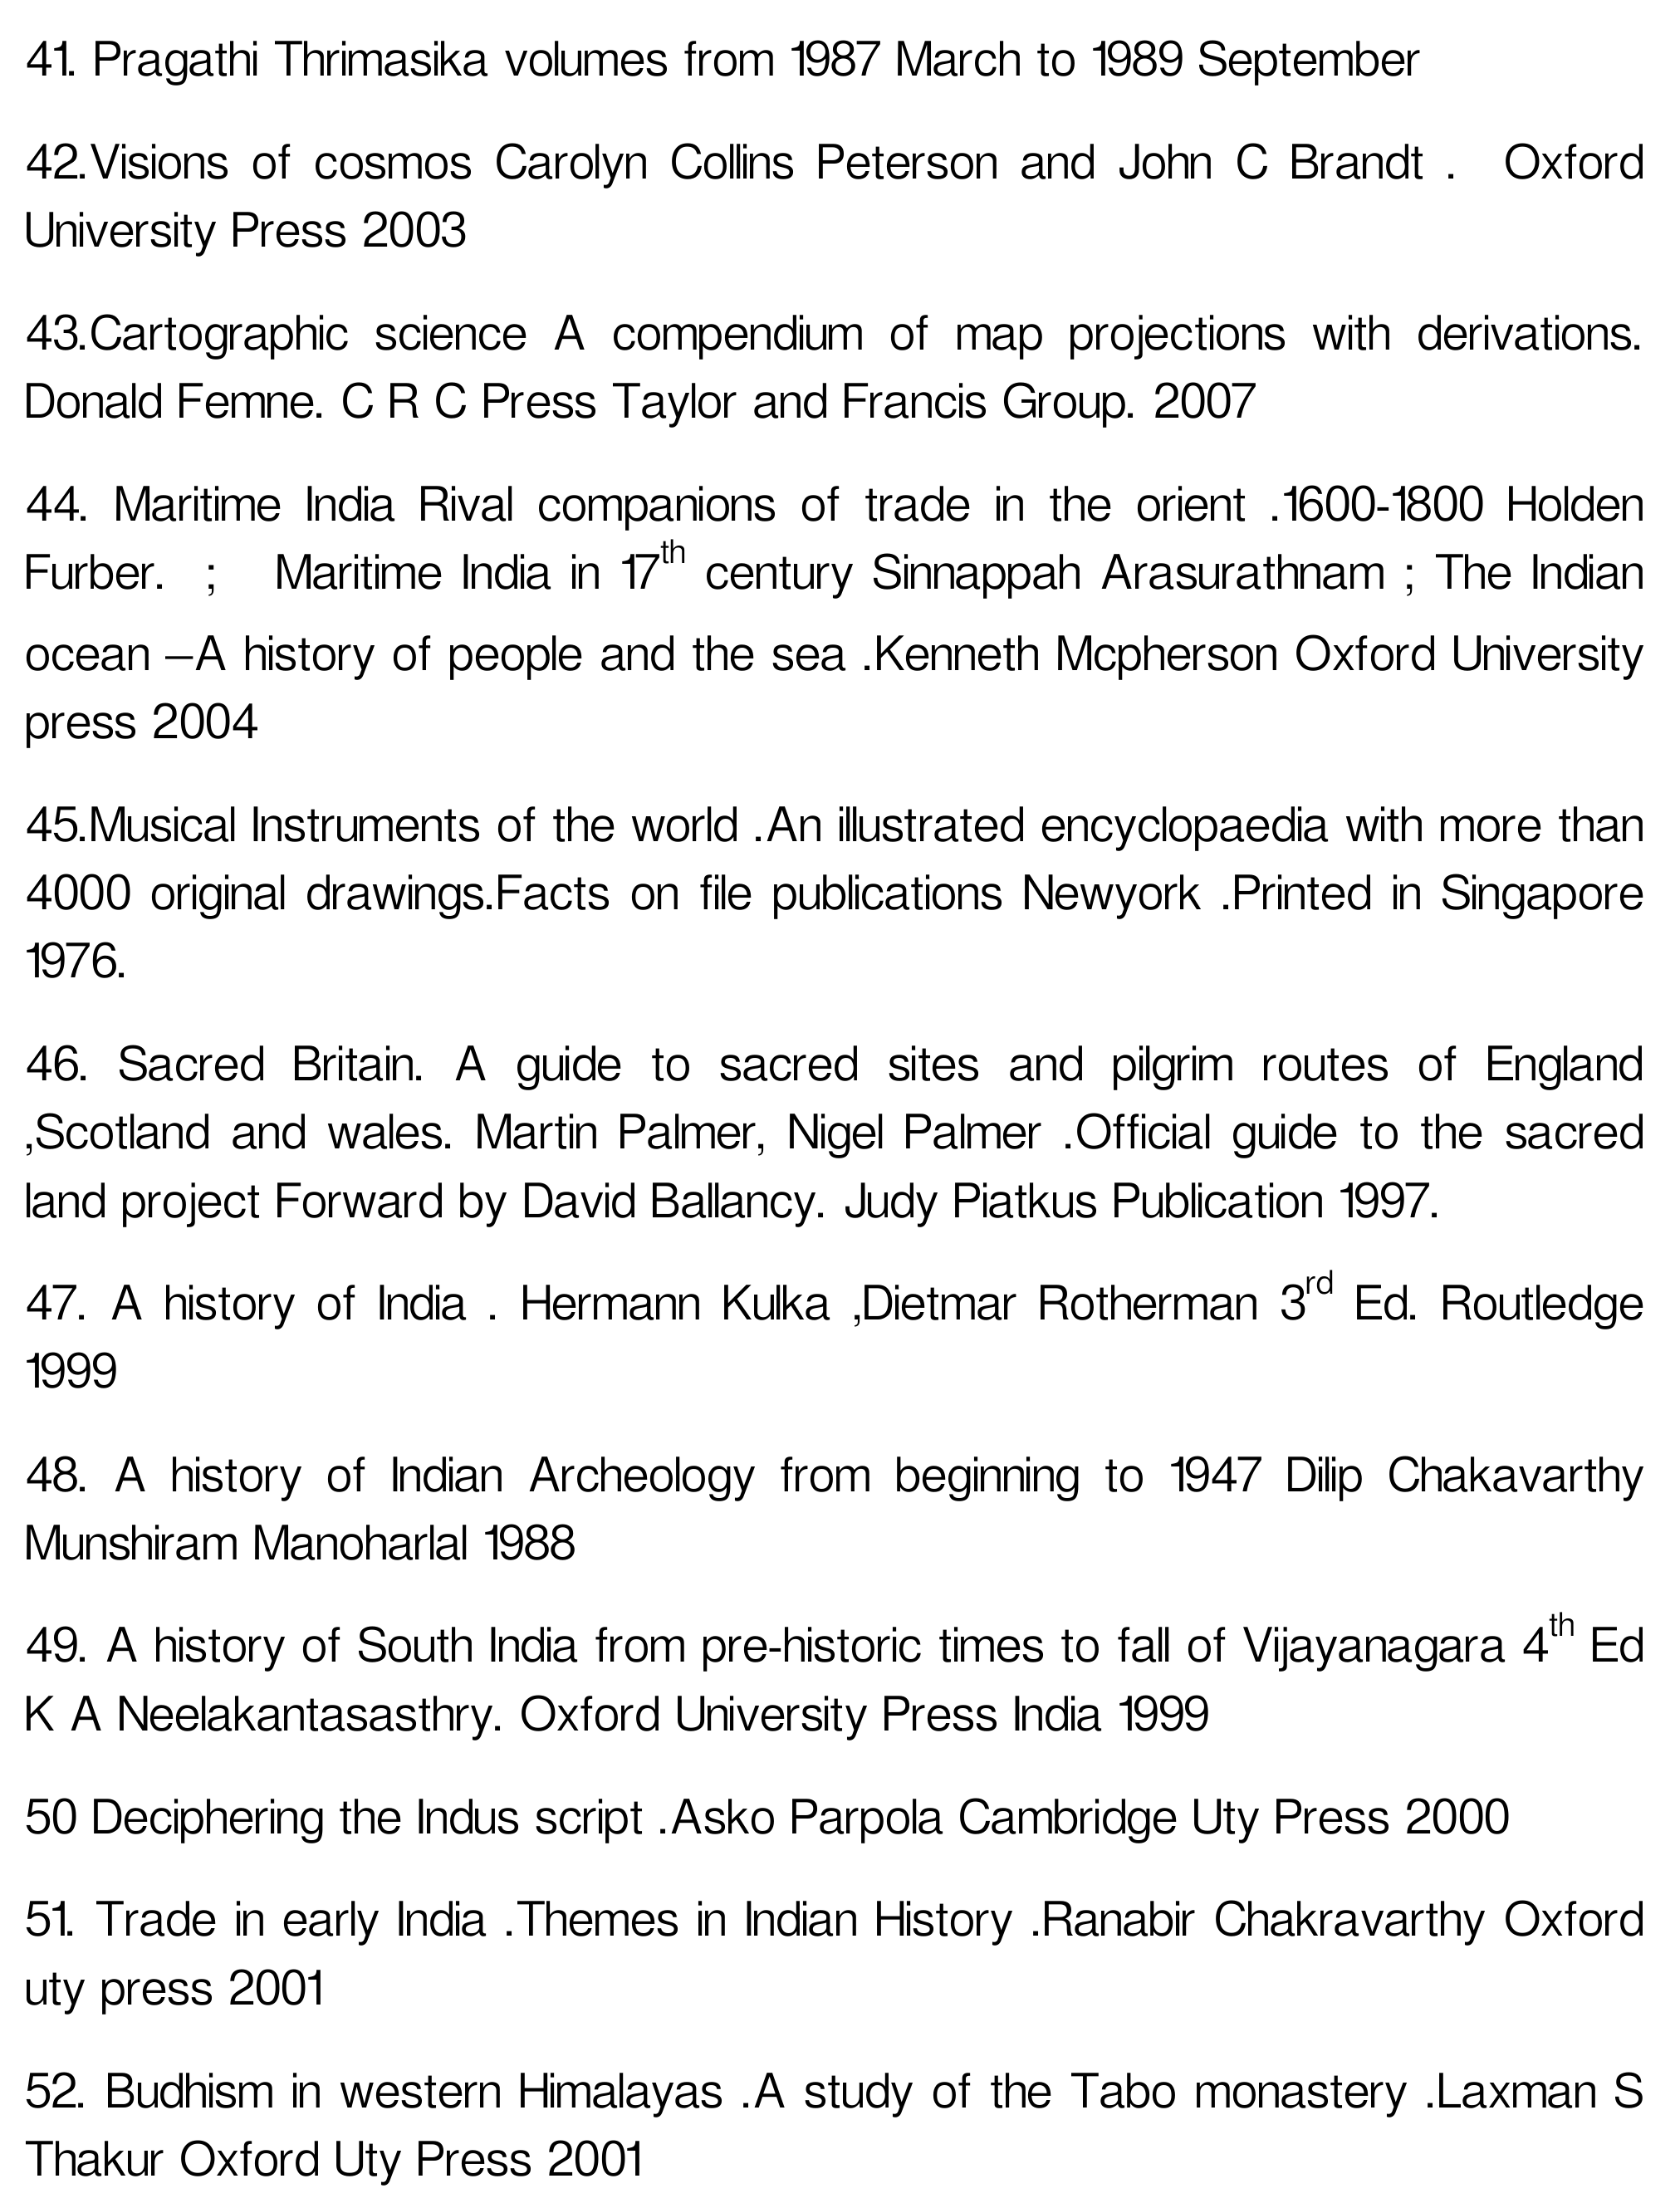 41. Pragathi Thrimasika volumes from 1987 March to 1989 September
42.Visions of cosmos Carolyn Collins Peterson and John C Brandt . Oxford
University Press 2003
43.Cartographic science A compendium of map projections with derivations.
Donald Femne. C R C Press Taylor and Francis Group. 2007
44. Maritime India Rival companions of trade in the orient .1600-1800 Holden
Furber. ; Maritime India in 17th century Sinnappah Arasurathnam ; The Indian
ocean –A history of people and the sea .Kenneth Mcpherson Oxford University
press 2004
45.Musical Instruments of the world .An illustrated encyclopaedia with more than
4000 original drawings.Facts on file publications Newyork .Printed in Singapore
1976.
46. Sacred Britain. A guide to sacred sites and pilgrim routes of England
,Scotland and wales. Martin Palmer, Nigel Palmer .Official guide to the sacred
land project Forward by David Ballancy. Judy Piatkus Publication 1997.
47. A history of India . Hermann Kulka ,Dietmar Rotherman 3rd Ed. Routledge
1999
48. A history of Indian Archeology from beginning to 1947 Dilip Chakavarthy
Munshiram Manoharlal 1988
49. A history of South India from pre-historic times to fall of Vijayanagara 4th Ed
K A Neelakantasasthry. Oxford University Press India 1999
50 Deciphering the Indus script .Asko Parpola Cambridge Uty Press 2000
51. Trade in early India .Themes in Indian History .Ranabir Chakravarthy Oxford
uty press 2001
52. Budhism in western Himalayas .A study of the Tabo monastery .Laxman S
Thakur Oxford Uty Press 2001